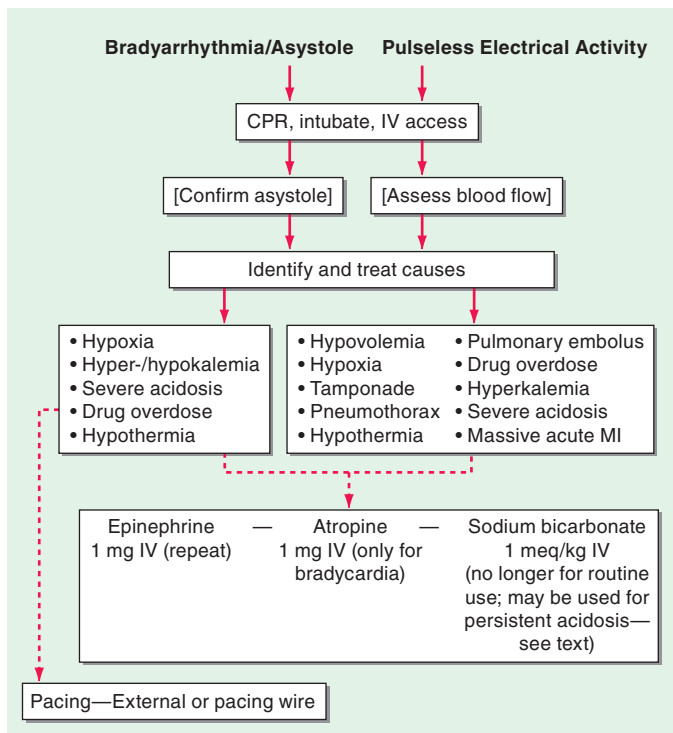 Bradyarrhythmia/Asystole
Pulseless Electrical Activity
CPR, intubate, IV access
[Confirm asystole]
[Assess blood flow]
Identify and treat causes
• Hypoxia
• Hyper-/hypokalemia
• Severe acidosis
• Drug overdose
• Hypothermia
• Hypovolemia
• Hypoxia
• Tamponade
• Pneumothorax
• Hypothermia
• Pulmonary embolus
• Drug overdose
• Hyperkalemia
• Severe acidosis
• Massive acute MI
Epinephrine — Atropine — Sodium bicarbonate
1 mg IV (repeat)
1 mg IV (only for
bradycardia)
1 meq/kg IV
(no longer for routine
use; may be used for
persistent acidosis—
see text)
Pacing—External or pacing wire